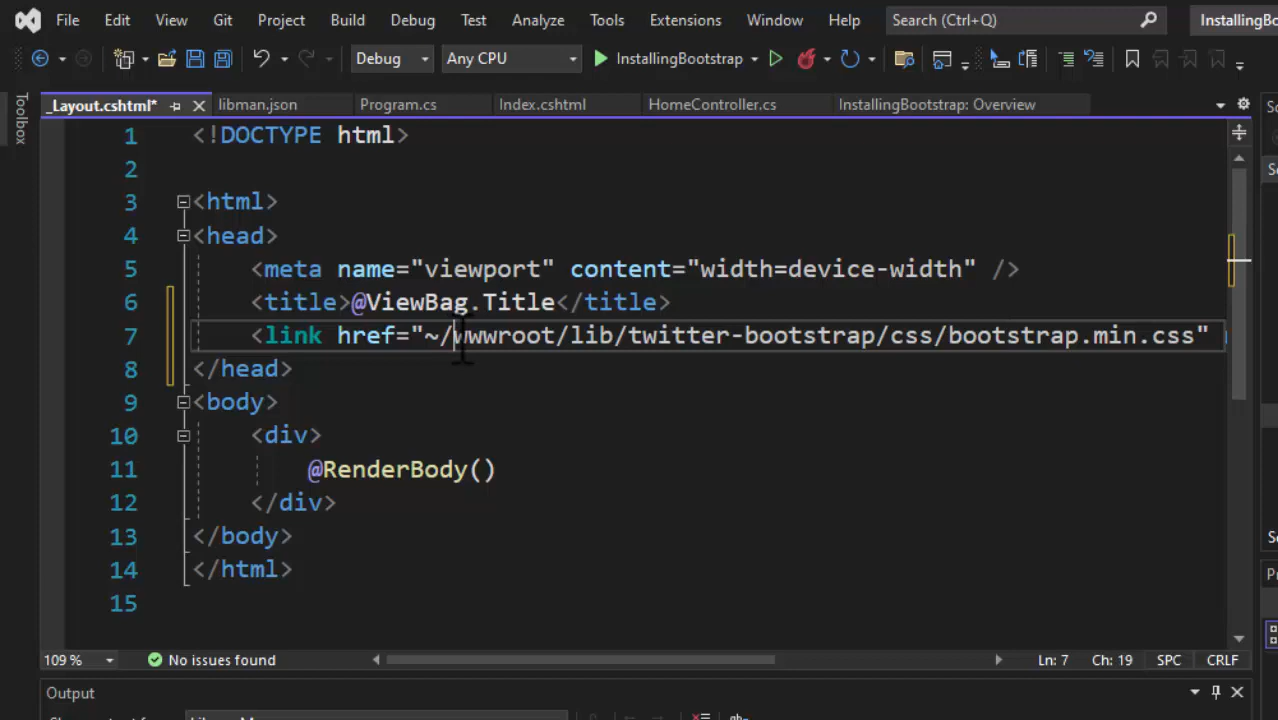 File Edit View Git Project Build Debug Test Analyze Tools Extensions Window Help Search (Ctrl+Q) InstallingBootstrap
Debug Any CPU InstallingBootstrap
_Layout.cshtml* libman.json Program.cs Index.cshtml HomeController.cs InstallingBootstrap: Overview
Toolbox
1 <!DOCTYPE html>
2
3 <html>
4 <head>
5 <meta name="viewport" content="width=device-width" />
6 <title>@ViewBag.Title</title>
7 <link href="~/wwwroot/lib/twitter-bootstrap/css/bootstrap.min.css"
8 </head>
9 <body>
10 <div>
11 @RenderBody()
12 </div>
13 </body>
14 </html>
15
109 % No issues found Ln: 7 Ch: 19 SPC CRLF
Output